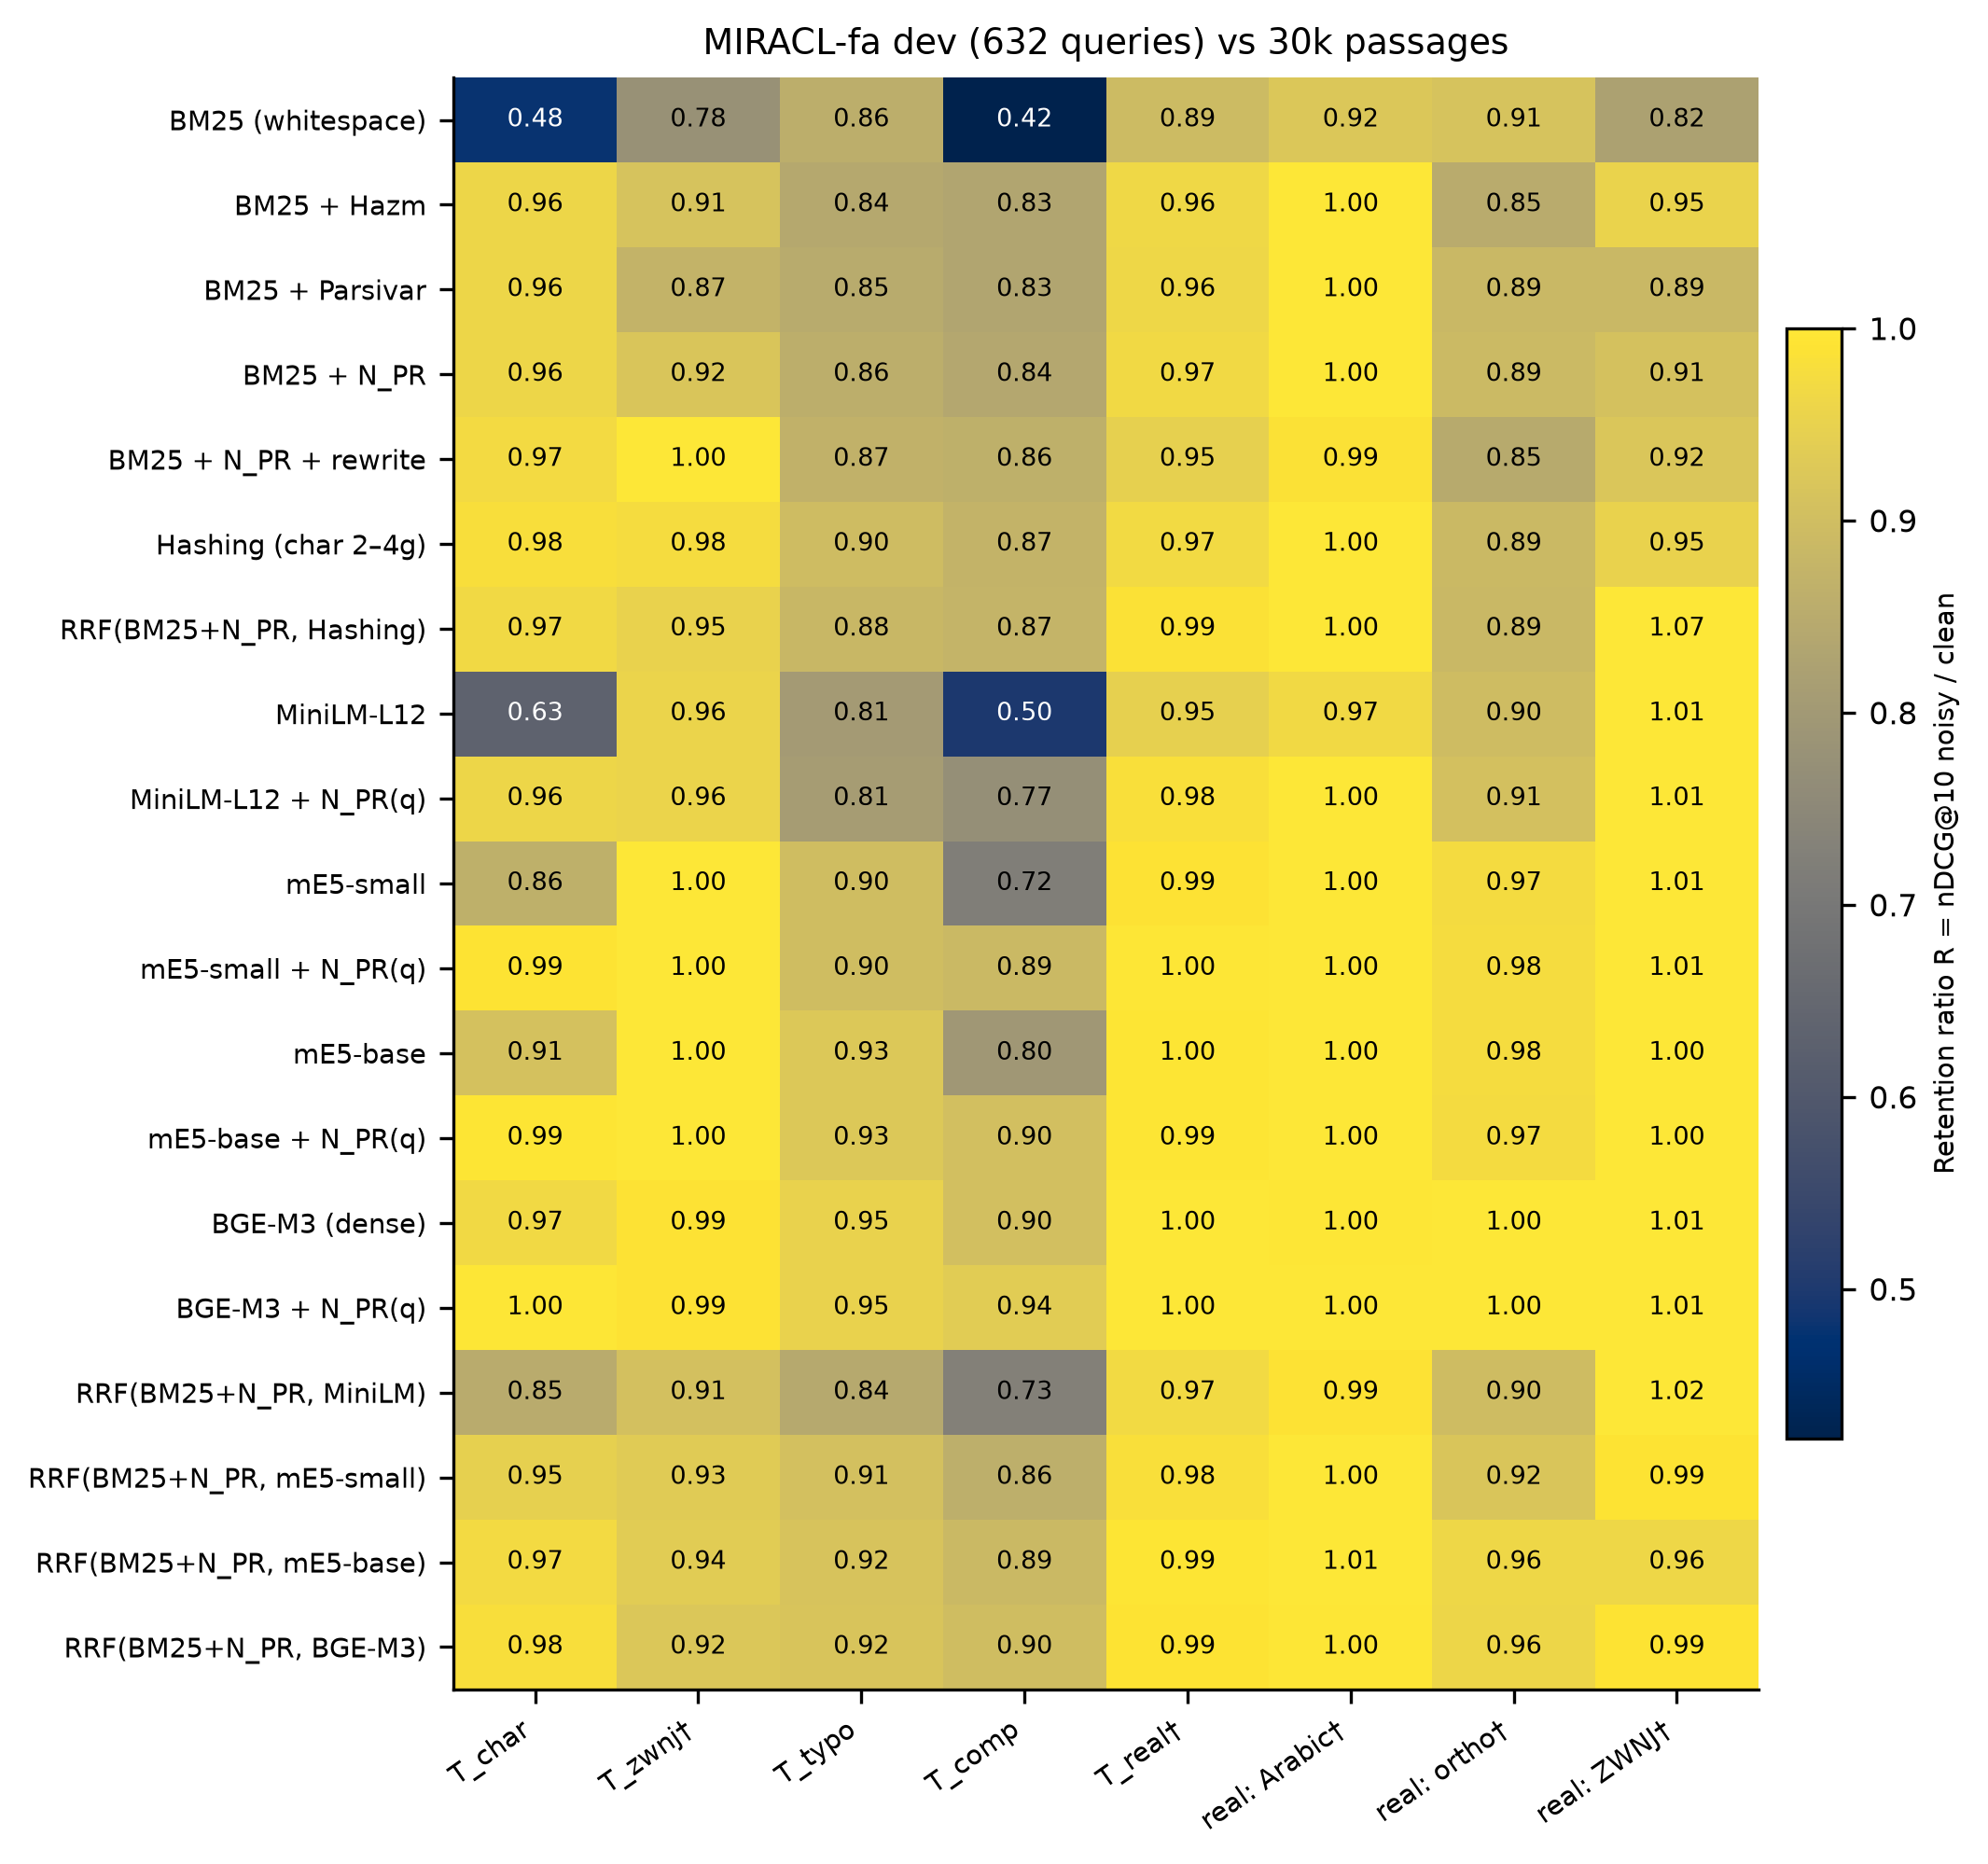 MIRACL-fa dev (632 queries) vs 30k passages
BM25 (whitespace) 0.48 0.78 0.86 0.42 0.89 0.92 0.91 0.82
BM25 + Hazm 0.96 0.91 0.84 0.83 0.96 1.00 0.85 0.95
BM25 + Parsivar 0.96 0.87 0.85 0.83 0.96 1.00 0.89 0.89
BM25 + N_PR 0.96 0.92 0.86 0.84 0.97 1.00 0.89 0.91
BM25 + N_PR + rewrite 0.97 1.00 0.87 0.86 0.95 0.99 0.85 0.92
Hashing (char 2–4g) 0.98 0.98 0.90 0.87 0.97 1.00 0.89 0.95
RRF(BM25+N_PR, Hashing) 0.97 0.95 0.88 0.87 0.99 1.00 0.89 1.07
MiniLM-L12 0.63 0.96 0.81 0.50 0.95 0.97 0.90 1.01
MiniLM-L12 + N_PR(q) 0.96 0.96 0.81 0.77 0.98 1.00 0.91 1.01
mE5-small 0.86 1.00 0.90 0.72 0.99 1.00 0.97 1.01
mE5-small + N_PR(q) 0.99 1.00 0.90 0.89 1.00 1.00 0.98 1.01
mE5-base 0.91 1.00 0.93 0.80 1.00 1.00 0.98 1.00
mE5-base + N_PR(q) 0.99 1.00 0.93 0.90 0.99 1.00 0.97 1.00
BGE-M3 (dense) 0.97 0.99 0.95 0.90 1.00 1.00 1.00 1.01
BGE-M3 + N_PR(q) 1.00 0.99 0.95 0.94 1.00 1.00 1.00 1.01
RRF(BM25+N_PR, MiniLM) 0.85 0.91 0.84 0.73 0.97 0.99 0.90 1.02
RRF(BM25+N_PR, mE5-small) 0.95 0.93 0.91 0.86 0.98 1.00 0.92 0.99
RRF(BM25+N_PR, mE5-base) 0.97 0.94 0.92 0.89 0.99 1.01 0.96 0.96
RRF(BM25+N_PR, BGE-M3) 0.98 0.92 0.92 0.90 0.99 1.00 0.96 0.99
T_char T_zwnj† T_typo T_comp T_real† real: Arabic† real: ortho† real: ZWNJ†
1.0
0.9
0.8
0.7
0.6
0.5
Retention ratio R = nDCG@10 noisy / clean